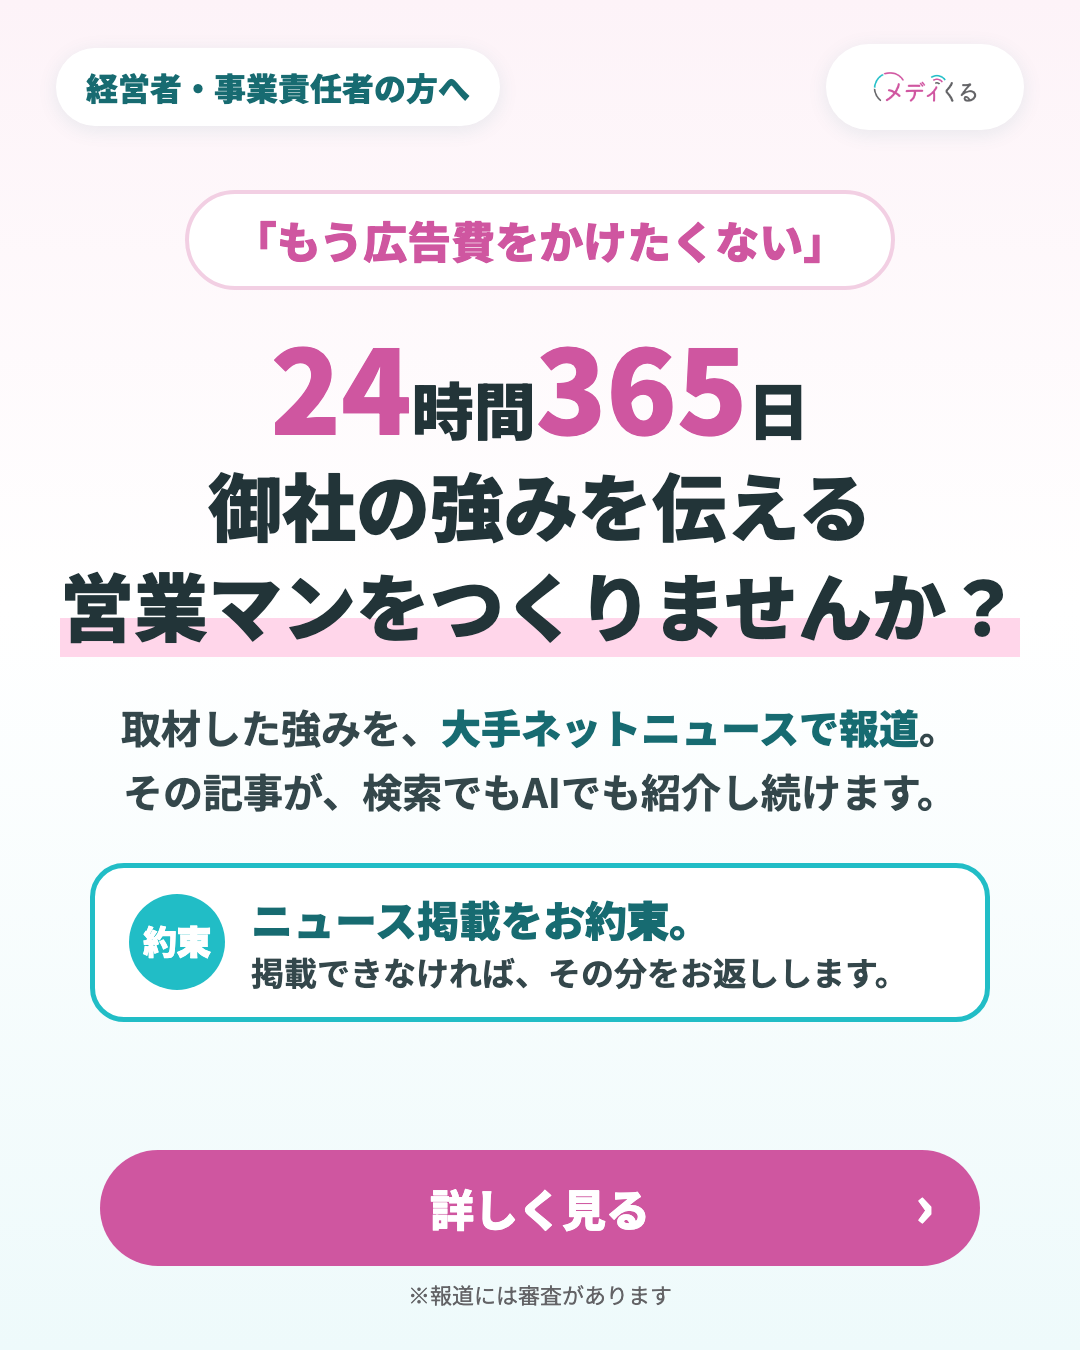 経営者・事業責任者の方へ
メディくる
「もう広告費をかけたくない」
24時間365日
御社の強みを伝える
営業マンをつくりませんか？
取材した強みを、大手ネットニュースで報道。
その記事が、検索でもAIでも紹介し続けます。
約束
ニュース掲載をお約束。
掲載できなければ、その分をお返しします。
詳しく見る ›
※報道には審査があります